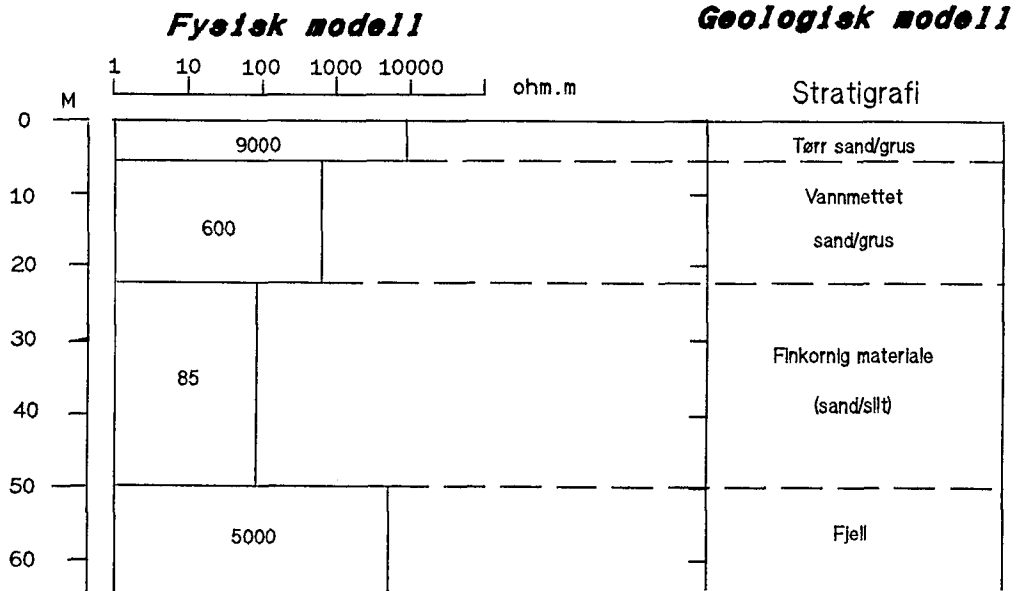 Fysisk modell
Geologisk modell
1 10 100 1000 10000
ohm.m
M
Stratigrafi
0
9000
Tørr sand/grus
10
Vannmettet
600
sand/grus
20
30
Finkornig materiale
85
(sand/silt)
40
50
5000
Fjell
60